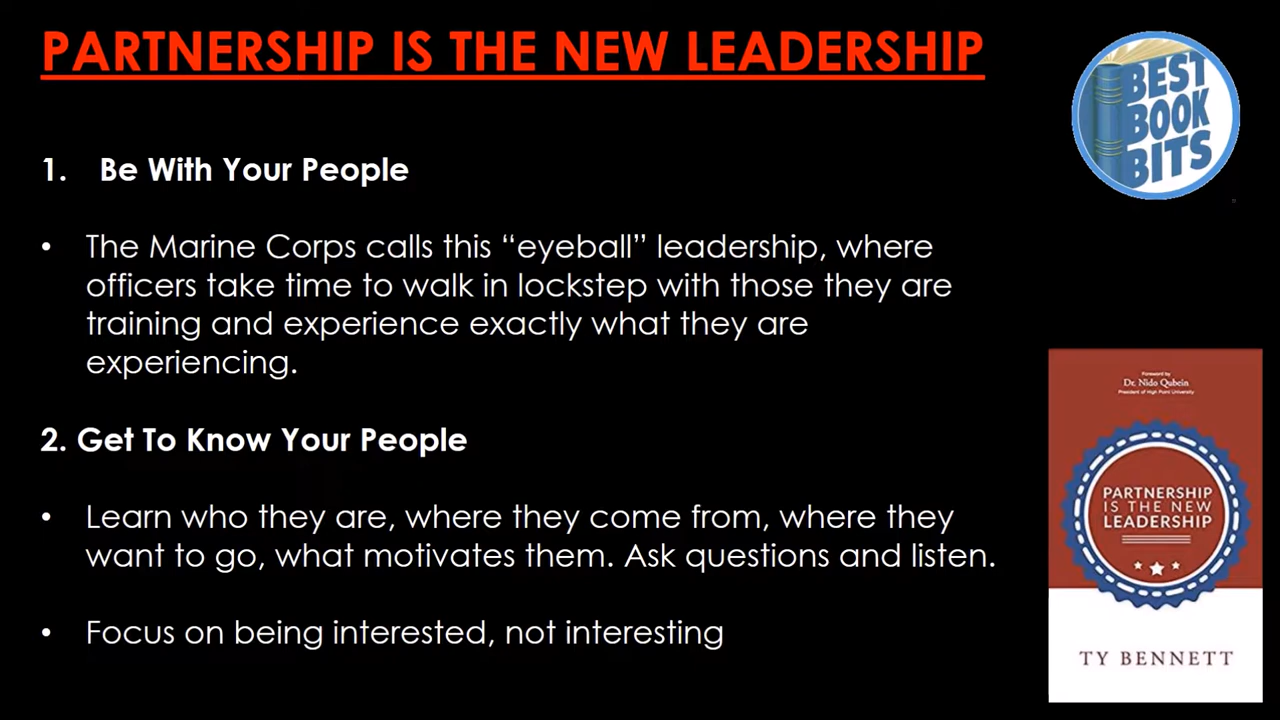 PARTNERSHIP IS THE NEW LEADERSHIP
BEST
BOOK
BITS
1. Be With Your People
• The Marine Corps calls this “eyeball” leadership, where
officers take time to walk in lockstep with those they are
training and experience exactly what they are
experiencing.
2. Get To Know Your People
• Learn who they are, where they come from, where they
want to go, what motivates them. Ask questions and listen.
• Focus on being interested, not interesting
Foreword by
Dr. Nido Qubein
President of High Point University
PARTNERSHIP
IS THE NEW
LEADERSHIP
TY BENNETT